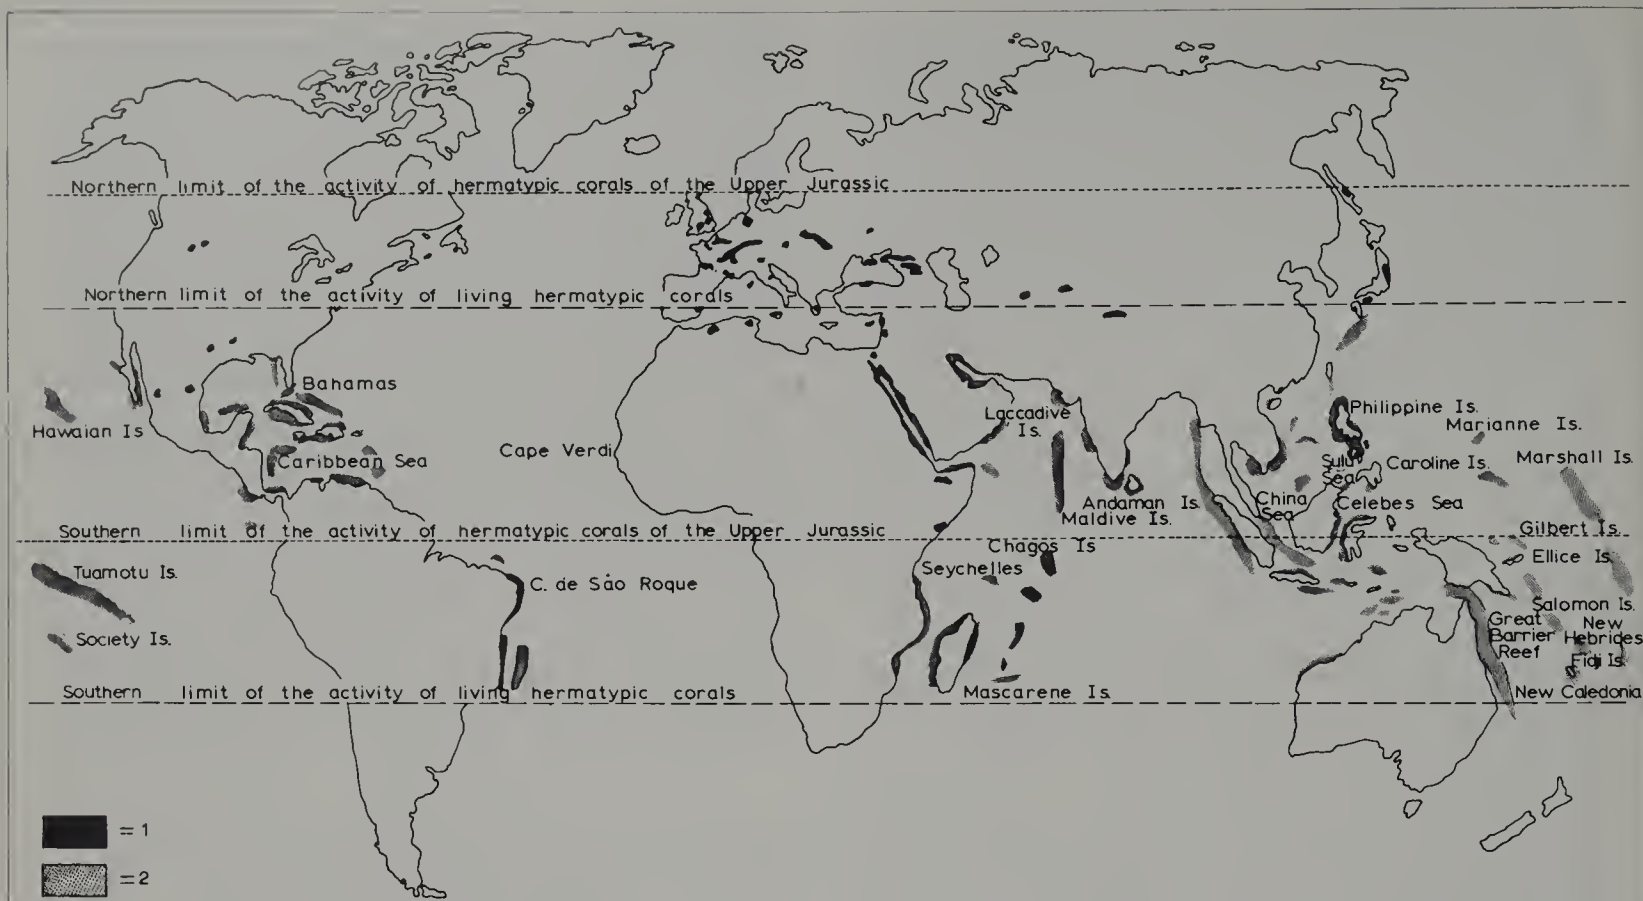 Northern limit of the activity of hermatypic corals of the Upper Jurassic
Northern limit of the activity of living hermatypic corals
Bahamas
Hawaian Is
Caribbean Sea
Cape Verdi
Laccadive
Is.
Philippine Is.
Marianne Is.
Sulu
Sea
Caroline Is.
Marshall Is.
Andaman Is.
Maldive Is.
China
Sea
Celebes Sea
Southern limit of the activity of hermatypic corals of the Upper Jurassic
Gilbert Is.
Chagos Is
Seychelles
Ellice Is.
Tuamotu Is.
C. de São Roque
Salomon Is.
Society Is.
Great
Barrier
Reef
New
Hebrides
Fidji Is.
Southern limit of the activity of living hermatypic corals
Mascarene Is.
New Caledonia
= 1
= 2